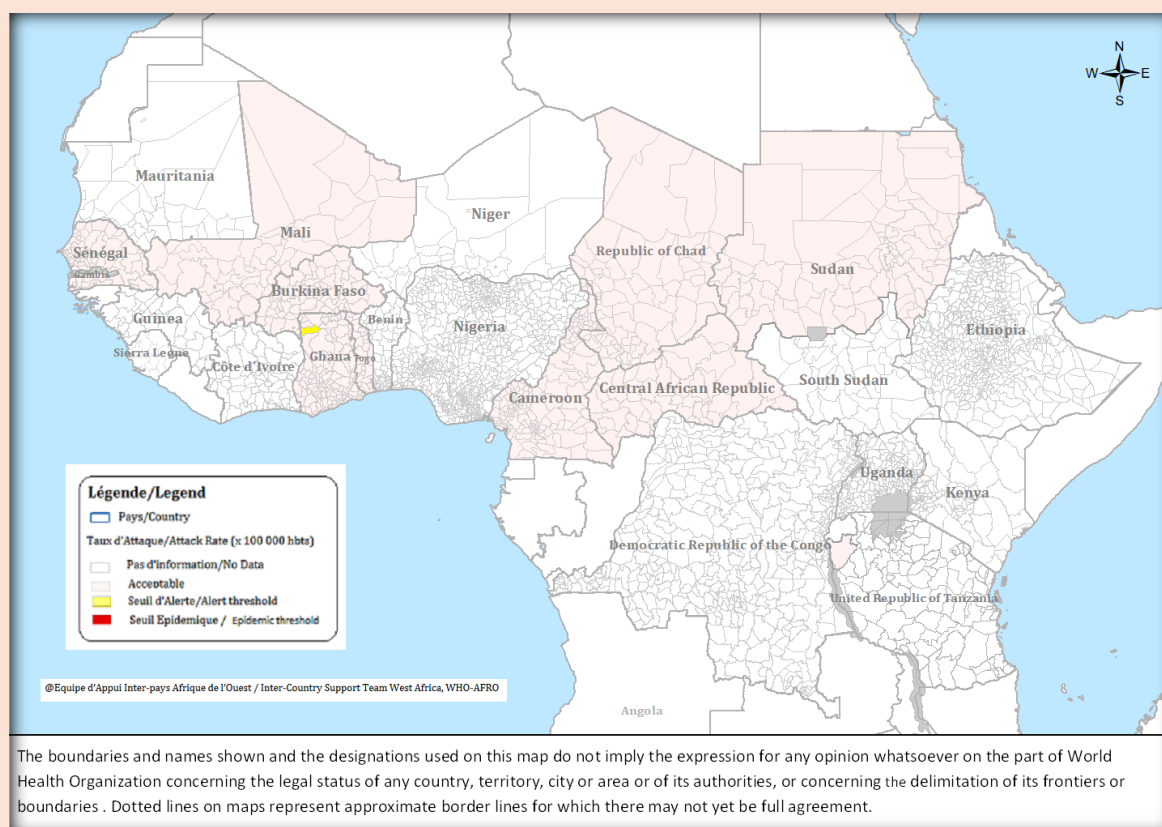 N
W E
S
Mauritania
Niger
Mali
Sénégal
Gambia
Republic of Chad
Sudan
Burkina Faso
Guinea
Benin
Nigeria
Ethiopia
Sierra Leone
Côte d'Ivoire
Ghana
Togo
South Sudan
Cameroon
Central African Republic
Uganda
Kenya
Democratic Republic of the Congo
United Republic of Tanzania
Angola
Légende/Legend
Pays/Country
Taux d'Attaque/Attack Rate (x 100 000 hbts)
Pas d'information/No Data
Acceptable
Seuil d'Alerte/Alert threshold
Seuil Epidemique / Epidemic threshold
@Equipe d'Appui Inter-pays Afrique de l'Ouest / Inter-Country Support Team West Africa, WHO-AFRO
The boundaries and names shown and the designations used on this map do not imply the expression for any opinion whatsoever on the part of World
Health Organization concerning the legal status of any country, territory, city or area or of its authorities, or concerning the delimitation of its frontiers or
boundaries . Dotted lines on maps represent approximate border lines for which there may not yet be full agreement.